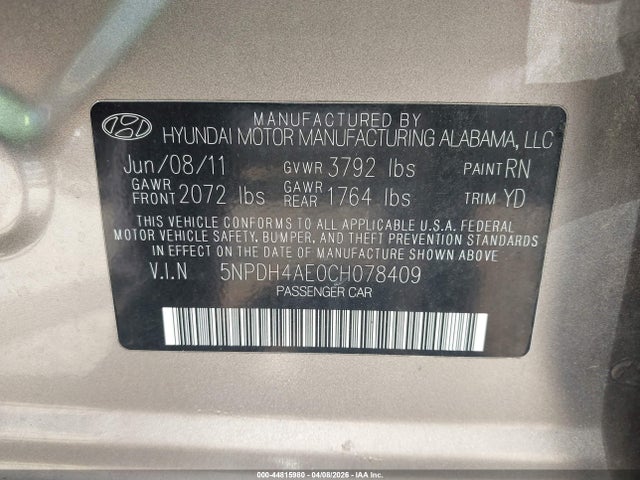 MANUFACTURED BY
HYUNDAI MOTOR MANUFACTURING ALABAMA, LLC
Jun/08/11 GVWR 3792 lbs PAINT RN
GAWR FRONT 2072 lbs GAWR REAR 1764 lbs TRIM YD
THIS VEHICLE CONFORMS TO ALL APPLICABLE U.S.A. FEDERAL
MOTOR VEHICLE SAFETY, BUMPER, AND THEFT PREVENTION STANDARDS
IN EFFECT ON THE DATE OF MANUFACTURE SHOWN ABOVE.
V.I.N 5NPDH4AE0CH078409
PASSENGER CAR
000-44815980 04/08/2026 IAA Inc.